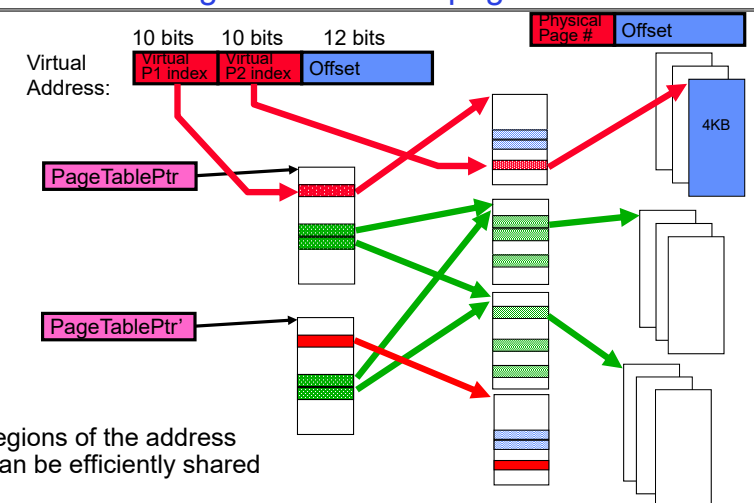 Physical
Page #
Offset
10 bits
10 bits
12 bits
Virtual
Address:
Virtual
P1 index
Virtual
P2 index
Offset
4KB
PageTablePtr
PageTablePtr'
of the address
an be efficiently shared